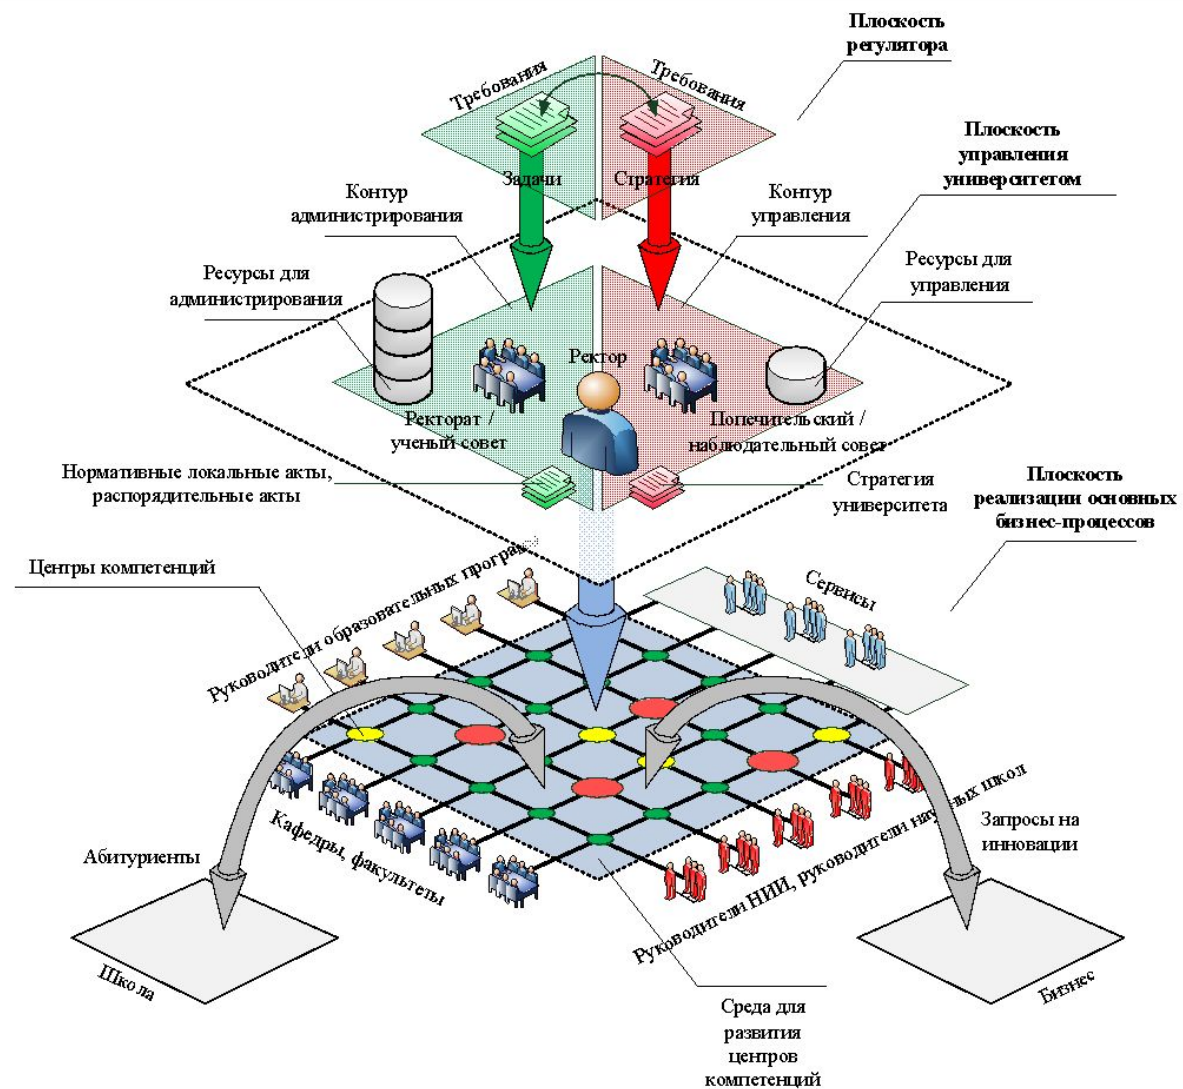 Плоскость
регулятора
Требования
Требования
Плоскость
управления
университетом
Задачи
Стратегия
Контур
администрирования
Контур
управления
Ресурсы для
администрирования
Ресурсы для
управления
Ректор
Ректорат /
ученый совет
Попечительский /
наблюдательный совет
Нормативные локальные акты,
распорядительные акты
Стратегия
университета
Плоскость
реализации основных
бизнес-процессов
Центры компетенций
Руководители образовательных программ
Сервисы
Кафедры, факультеты
Руководители НИИ, руководители научных школ
Абитуриенты
Запросы на
инновации
Школа
Бизнес
Среда для
развития
центров
компетенций